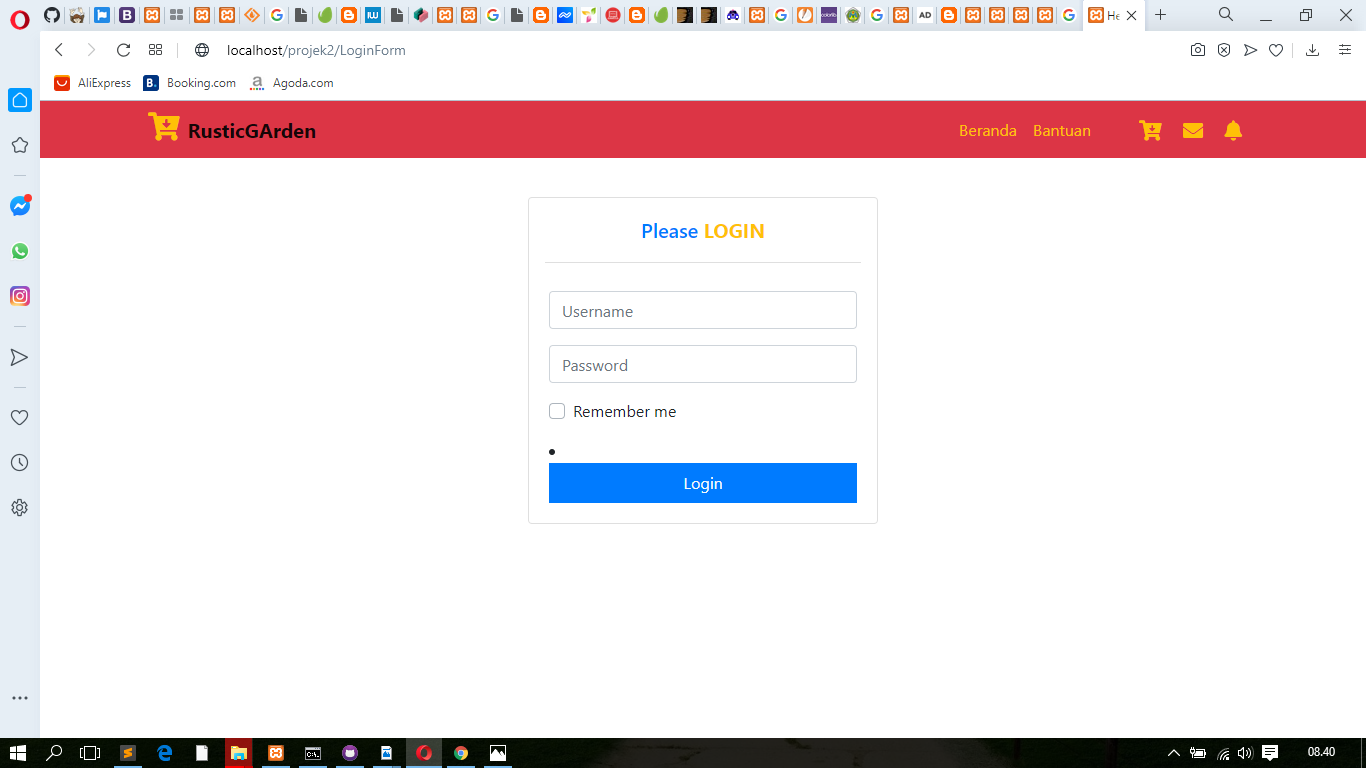 He
localhost/projek2/LoginForm
AliExpress Booking.com Agoda.com
RusticGArden Beranda Bantuan
Please LOGIN
Username
Password
Remember me
Login
08.40